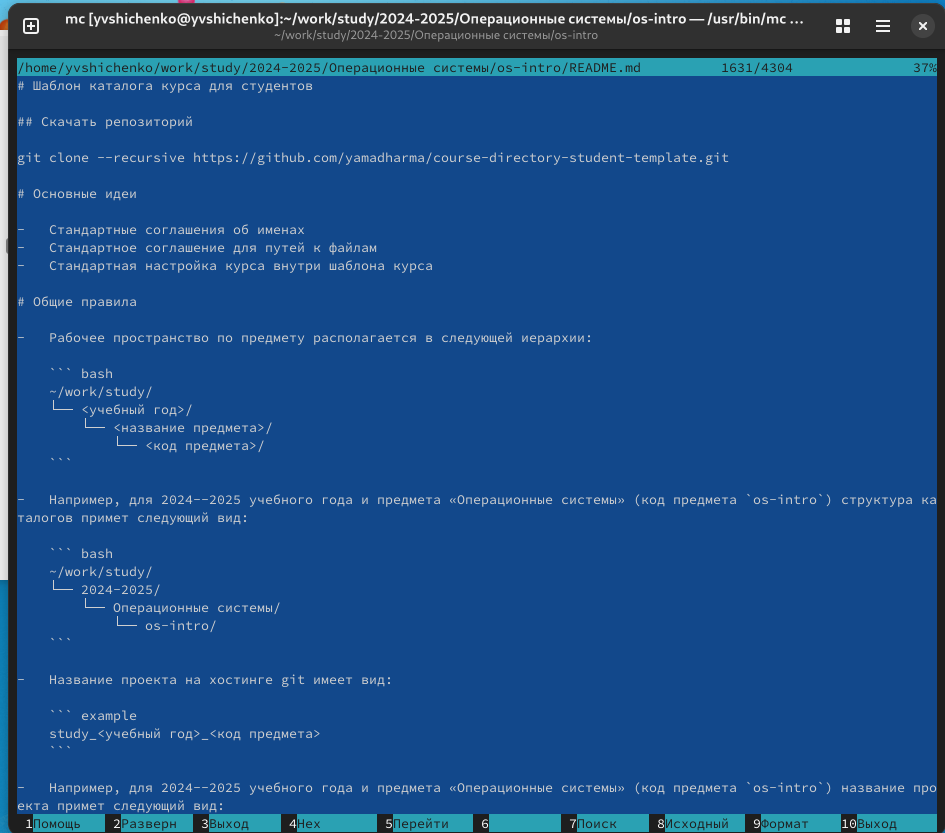 mc [yvshichenko@yvshichenko]:~/work/study/2024-2025/Операционные системы/os-intro — /usr/bin/mc ...
~/work/study/2024-2025/Операционные системы/os-intro
/home/yvshichenko/work/study/2024-2025/Операционные системы/os-intro/README.md 1631/4304 37%
# Шаблон каталога курса для студентов
## Скачать репозиторий
git clone --recursive https://github.com/yamadharma/course-directory-student-template.git
# Основные идеи
-   Стандартные соглашения об именах
-   Стандартное соглашение для путей к файлам
-   Стандартная настройка курса внутри шаблона курса
# Общие правила
-   Рабочее пространство по предмету располагается в следующей иерархии:
    ``` bash
    ~/work/study/
    └── <учебный год>/
        └── <название предмета>/
            └── <код предмета>/
    ```
-   Например, для 2024--2025 учебного года и предмета «Операционные системы» (код предмета `os-intro`) структура ка
талогов примет следующий вид:
    ``` bash
    ~/work/study/
    └── 2024-2025/
        └── Операционные системы/
            └── os-intro/
    ```
-   Название проекта на хостинге git имеет вид:
    ``` example
    study_<учебный год>_<код предмета>
    ```
-   Например, для 2024--2025 учебного года и предмета «Операционные системы» (код предмета `os-intro`) название про
екта примет следующий вид:
1Помощь 2Разверн 3Выход 4Hex 5Перейти 6 7Поиск 8Исходный 9Формат 10Выход